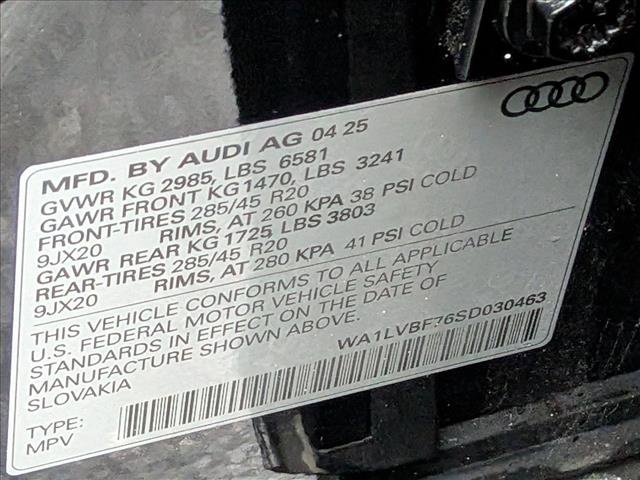 MFD. BY AUDI AG 04 25
GVWR KG 2985, LBS 6581
GAWR FRONT KG1470, LBS 3241
FRONT-TIRES 285/45 R20
9JX20 RIMS, AT 260 KPA 38 PSI COLD
GAWR REAR KG 1725 LBS 3803
REAR-TIRES 285/45 R20
9JX20 RIMS, AT 280 KPA 41 PSI COLD
THIS VEHICLE CONFORMS TO ALL APPLICABLE
U.S. FEDERAL MOTOR VEHICLE SAFETY
STANDARDS IN EFFECT ON THE DATE OF
MANUFACTURE SHOWN ABOVE.
SLOVAKIA
WA1LVBF76SD030463
TYPE:
MPV